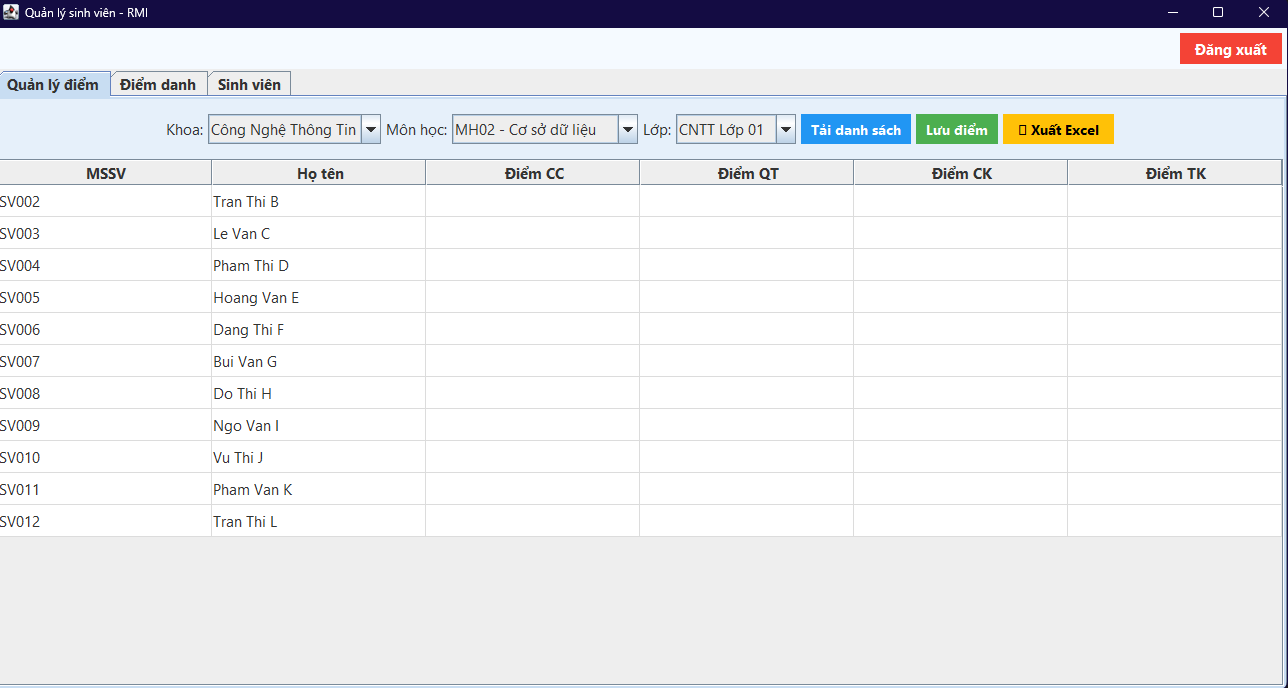 Quản lý sinh viên - RMI
Đăng xuất
Quản lý điểm Điểm danh Sinh viên
Khoa: Công Nghệ Thông Tin Môn học: MH02 - Cơ sở dữ liệu Lớp: CNTT Lớp 01 Tải danh sách Lưu điểm Xuất Excel
MSSV Họ tên Điểm CC Điểm QT Điểm CK Điểm TK
SV002 Tran Thi B
SV003 Le Van C
SV004 Pham Thi D
SV005 Hoang Van E
SV006 Dang Thi F
SV007 Bui Van G
SV008 Do Thi H
SV009 Ngo Van I
SV010 Vu Thi J
SV011 Pham Van K
SV012 Tran Thi L